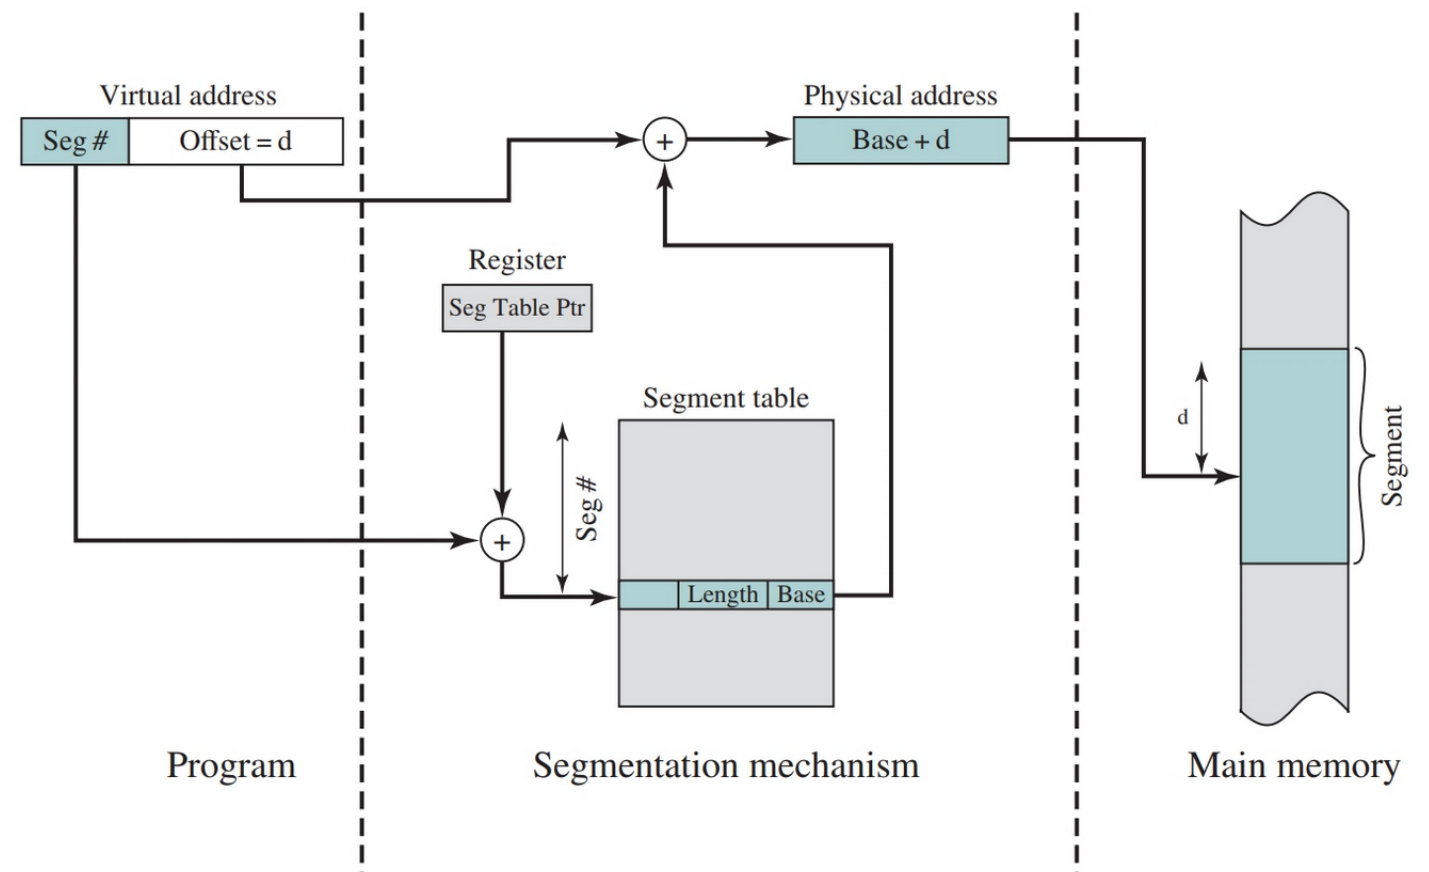 Virtual address
Seg # Offset = d
+
Physical address
Base + d
Register
Seg Table Ptr
Segment table
Seg #
+
Length Base
d
Segment
Program
Segmentation mechanism
Main memory